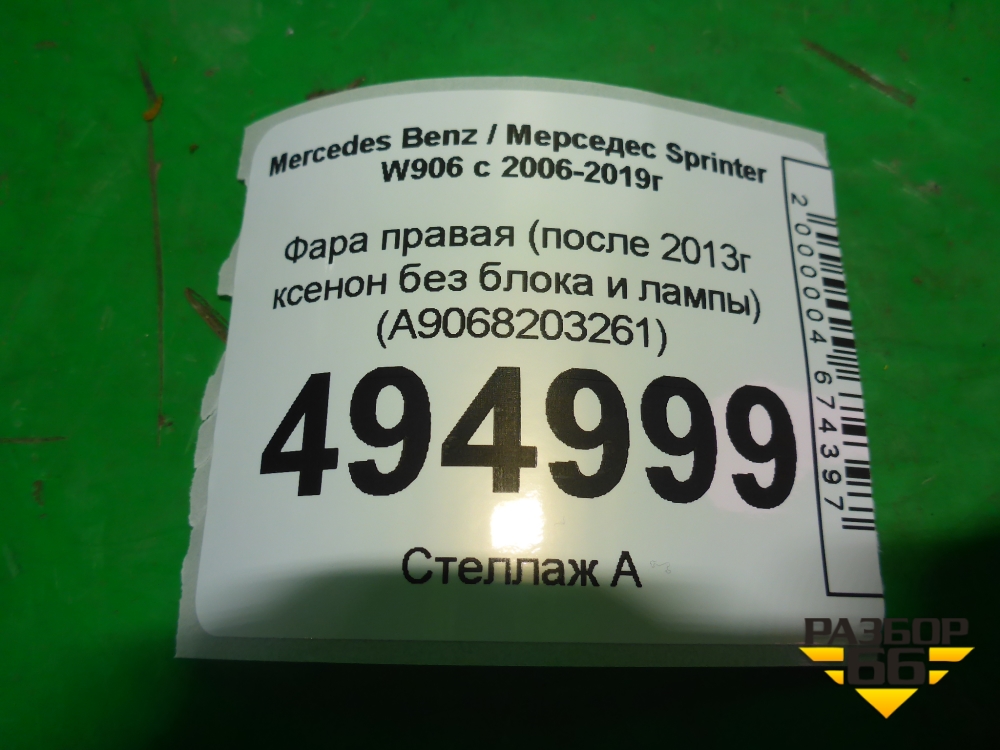 Mercedes Benz / Мерседес Sprinter
W906 с 2006-2019г
Фара правая (после 2013г
ксенон без блока и лампы)
(A9068203261)
494999
Стеллаж А
2000004674397
РАЗБОР
66